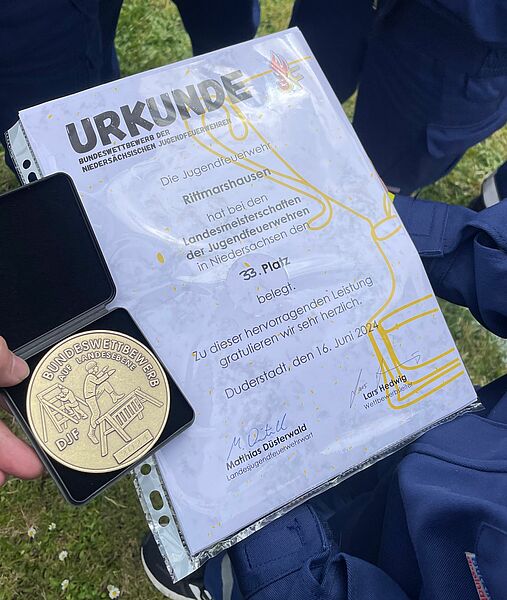 URKUNDE
BUNDESWETTBEWERB DER
NIEDERSÄCHSISCHEN JUGENDFEUERWEHREN
Die Jugendfeuerwehr
Rittmarshausen
hat bei den
Landesmeisterschaften
der Jugendfeuerwehren
in Niedersachsen den
33. Platz
belegt.
Zu dieser hervorragenden Leistung
gratulieren wir sehr herzlich.
Duderstadt, den 16. Juni 2024
Matthias Düsterwald
Landesjugendfeuerwehrwart
Lars Hedwig
Wettbewerbsleiter
BUNDESWETTBEWERB
AUF LANDESEBENE
DJF